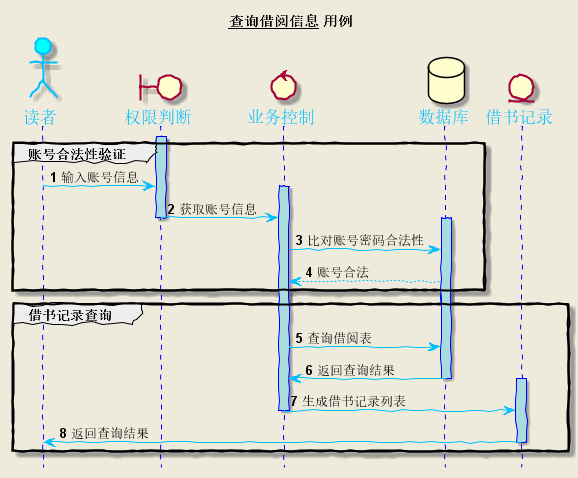 查询借阅信息 用例
读者 权限判断 业务控制 数据库 借书记录
账号合法性验证
1 输入账号信息
2 获取账号信息
3 比对账号密码合法性
4 账号合法
借书记录查询
5 查询借阅表
6 返回查询结果
7 生成借书记录列表
8 返回查询结果